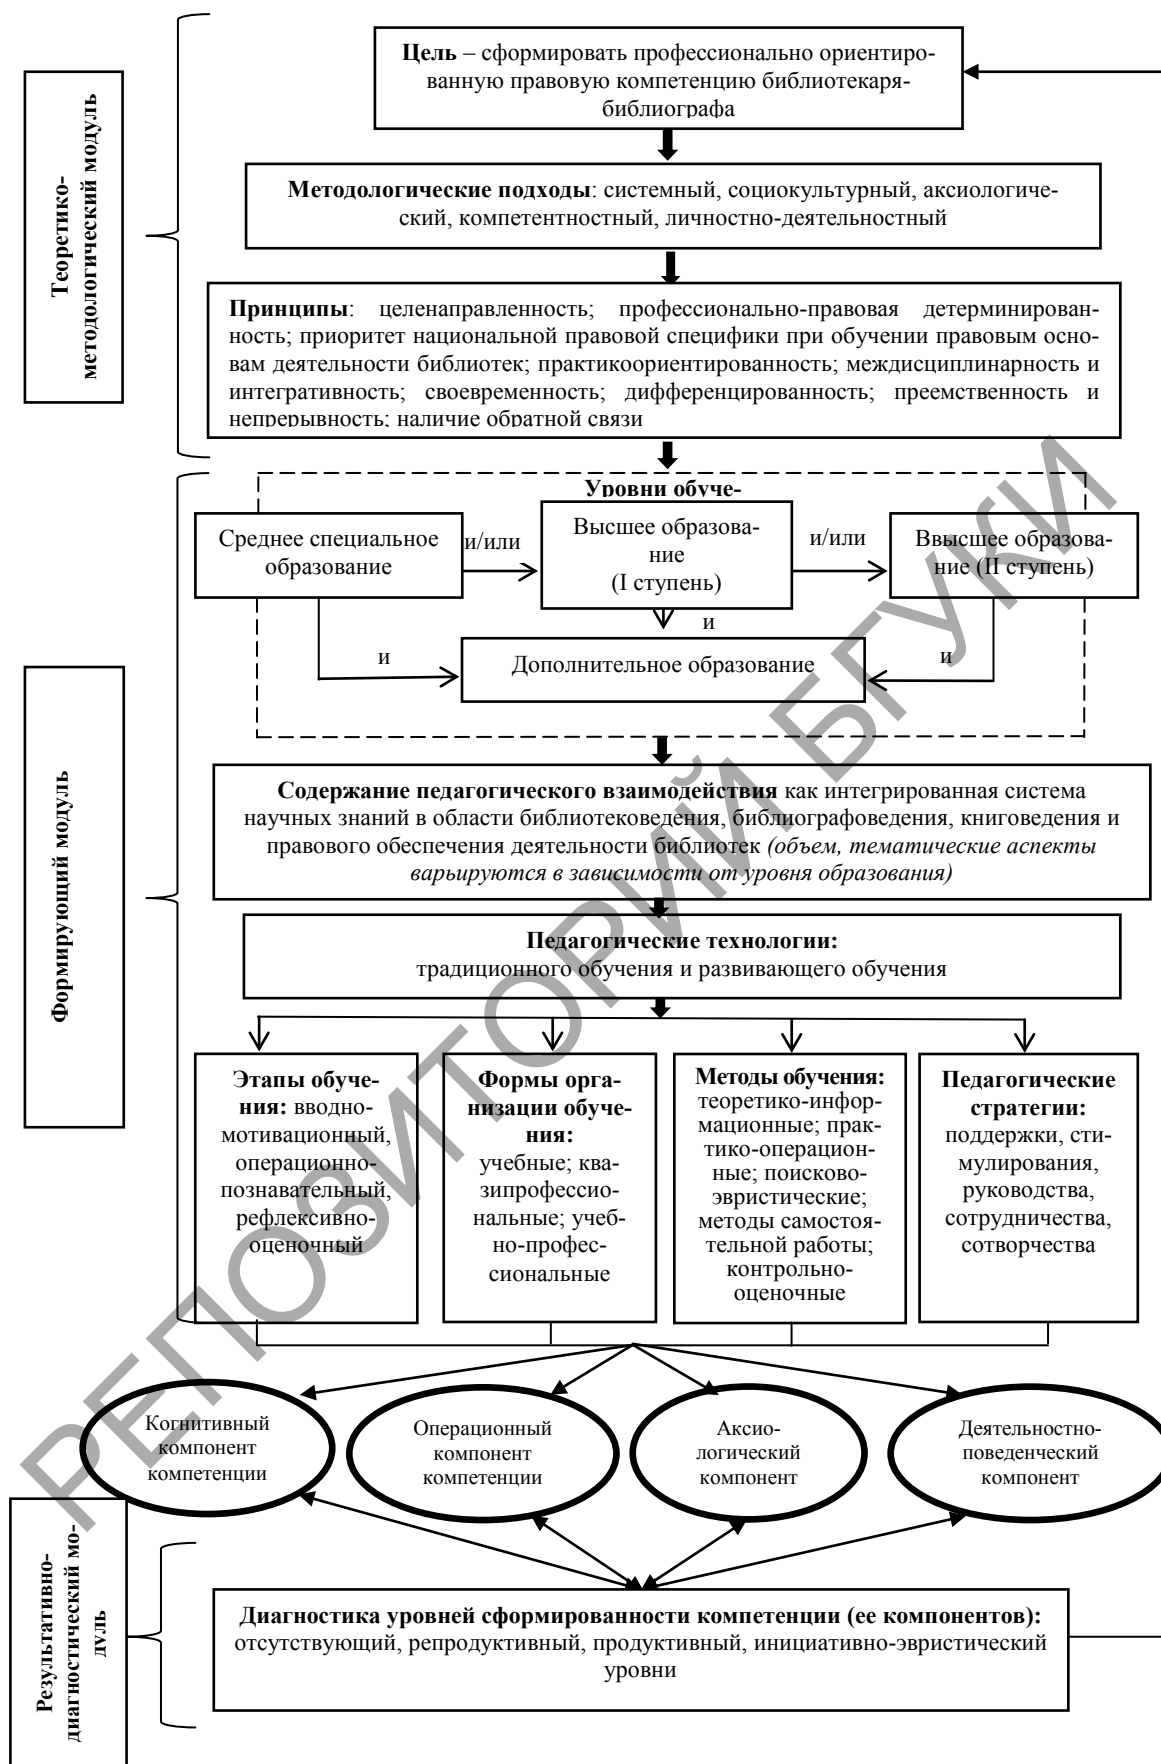 Цель – сформировать профессионально ориентиро-
ванную правовую компетенцию библиотекаря-
библиографа
Теоретико-
методологический модуль
Методологические подходы: системный, социокультурный, аксиологиче-
ский, компетентностный, личностно-деятельностный
Принципы: целенаправленность; профессионально-правовая детерминирован-
ность; приоритет национальной правовой специфики при обучении правовым осно-
вам деятельности библиотек; практикоориентированность; междисциплинарность и
интегративность; своевременность; дифференцированность; преемственность и
непрерывность; наличие обратной связи
Формирующий модуль
Уровни обуче-
Среднее специальное
образование
и/или
Высшее образова-
ние
(I ступень)
и/или
Ввысшее образова-
ние (II ступень)
и
и
и
Дополнительное образование
Содержание педагогического взаимодействия как интегрированная система
научных знаний в области библиотековедения, библиографоведения, книговедения и
правового обеспечения деятельности библиотек (объем, тематические аспекты
варьируются в зависимости от уровня образования)
Педагогические технологии:
традиционного обучения и развивающего обучения
Этапы обуче-
ния: вводно-
мотивационный,
операционно-
познавательный,
рефлексивно-
оценочный
Формы орга-
низации обуче-
ния:
учебные; ква-
зипрофессио-
нальные; учеб-
но-профес-
сиональные
Методы обучения:
теоретико-инфор-
мационные; прак-
тико-операцион-
ные; поисково-
эвристические;
методы самостоя-
тельной работы;
контрольно-
оценочные
Педагогические
стратегии:
поддержки, сти-
мулирования,
руководства,
сотрудничества,
сотворчества
Когнитивный
компонент
компетенции
Операционный
компонент
компетенции
Аксио-
логический
компонент
Деятельностно-
поведенческий
компонент
Результативно-
диагностический мо-
дуль
Диагностика уровней сформированности компетенции (ее компонентов):
отсутствующий, репродуктивный, продуктивный, инициативно-эвристический
уровни
РЕПОЗИТОРИЙ БГУКИ